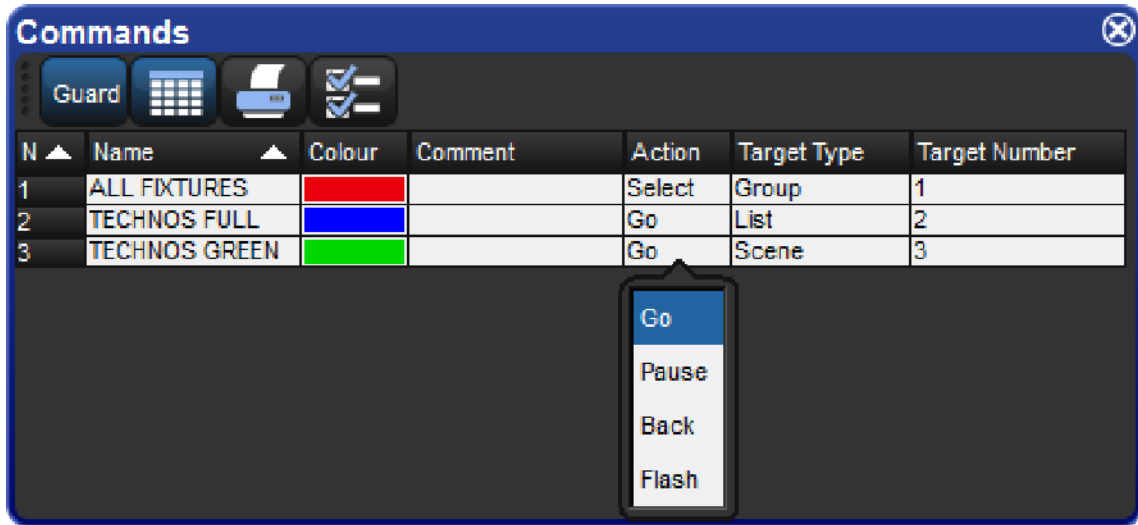 Commands
Guard
N Name Colour Comment Action Target Type Target Number
1 ALL FIXTURES Select Group 1
2 TECHNOS FULL Go List 2
3 TECHNOS GREEN Go Scene 3
Go
Pause
Back
Flash